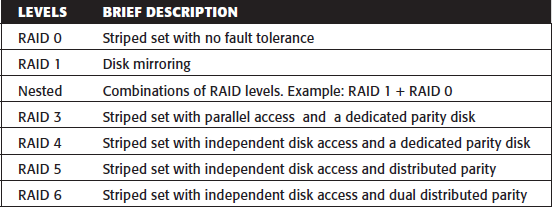 LEVELS BRIEF DESCRIPTION
RAID 0 Striped set with no fault tolerance
RAID 1 Disk mirroring
Nested Combinations of RAID levels. Example: RAID 1 + RAID 0
RAID 3 Striped set with parallel access and a dedicated parity disk
RAID 4 Striped set with independent disk access and a dedicated parity disk
RAID 5 Striped set with independent disk access and distributed parity
RAID 6 Striped set with independent disk access and dual distributed parity